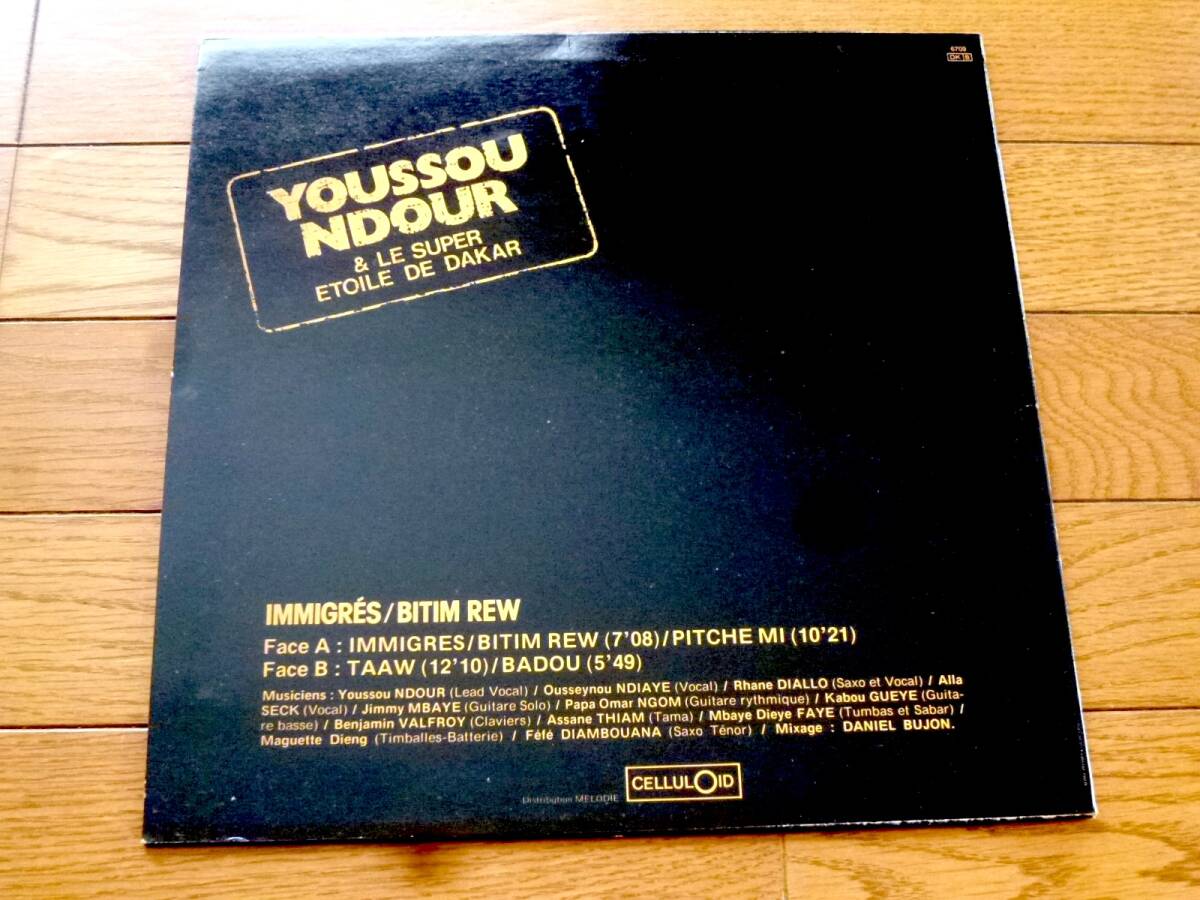 6709
DK 18
YOUSSOU
NDOUR
& LE SUPER
ETOILE DE DAKAR
IMMIGRÉS/BITIM REW
Face A : IMMIGRES/BITIM REW (7'08)/PITCHE MI (10'21)
Face B : TAAW (12'10)/BADOU (5'49)
Musiciens : Youssou NDOUR (Lead Vocal) / Ousseynou NDIAYE (Vocal) / Rhane DIALLO (Saxo et Vocal) / Alla
SECK (Vocal) / Jimmy MBAYE (Guitare Solo) / Papa Omar NGOM (Guitare rythmique) / Kabou GUEYE (Guita-
re basse) / Benjamin VALFROY (Claviers) / Assane THIAM (Tama) / Mbaye Dieye FAYE (Tumbas et Sabar) /
Maguette Dieng (Timballes-Batterie) / Féfé DIAMBOUANA (Saxo Ténor) / Mixage : DANIEL BUJON.
Distribution MELODIE
CELLULOID